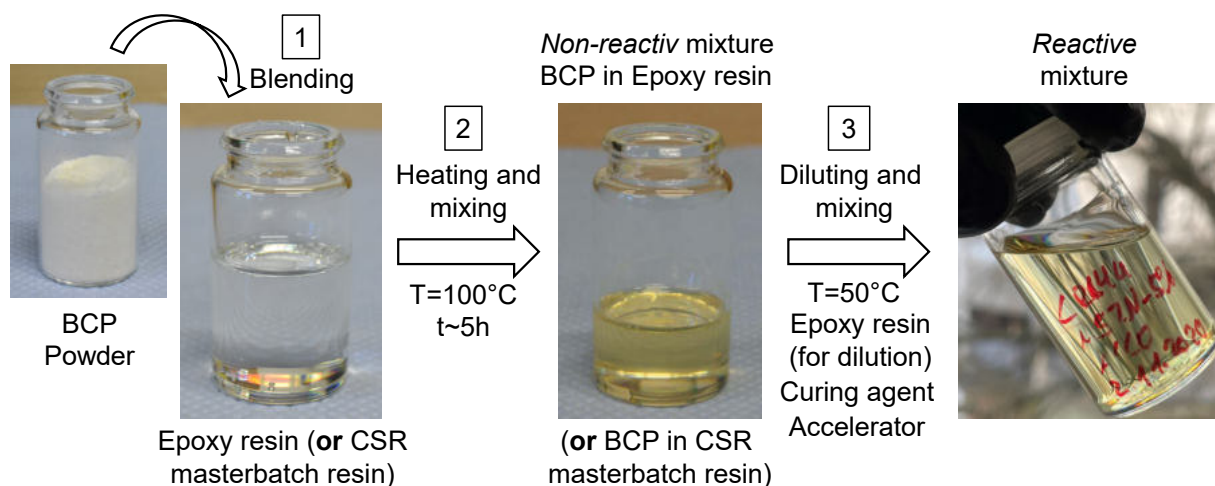 1
Blending
BCP
Powder
Epoxy resin (or CSR
masterbatch resin)
2
Heating and
mixing
T=100°C
t~5h
Non-reactiv mixture
BCP in Epoxy resin
(or BCP in CSR
masterbatch resin)
3
Diluting and
mixing
T=50°C
Epoxy resin
(for dilution)
Curing agent
Accelerator
Reactive
mixture